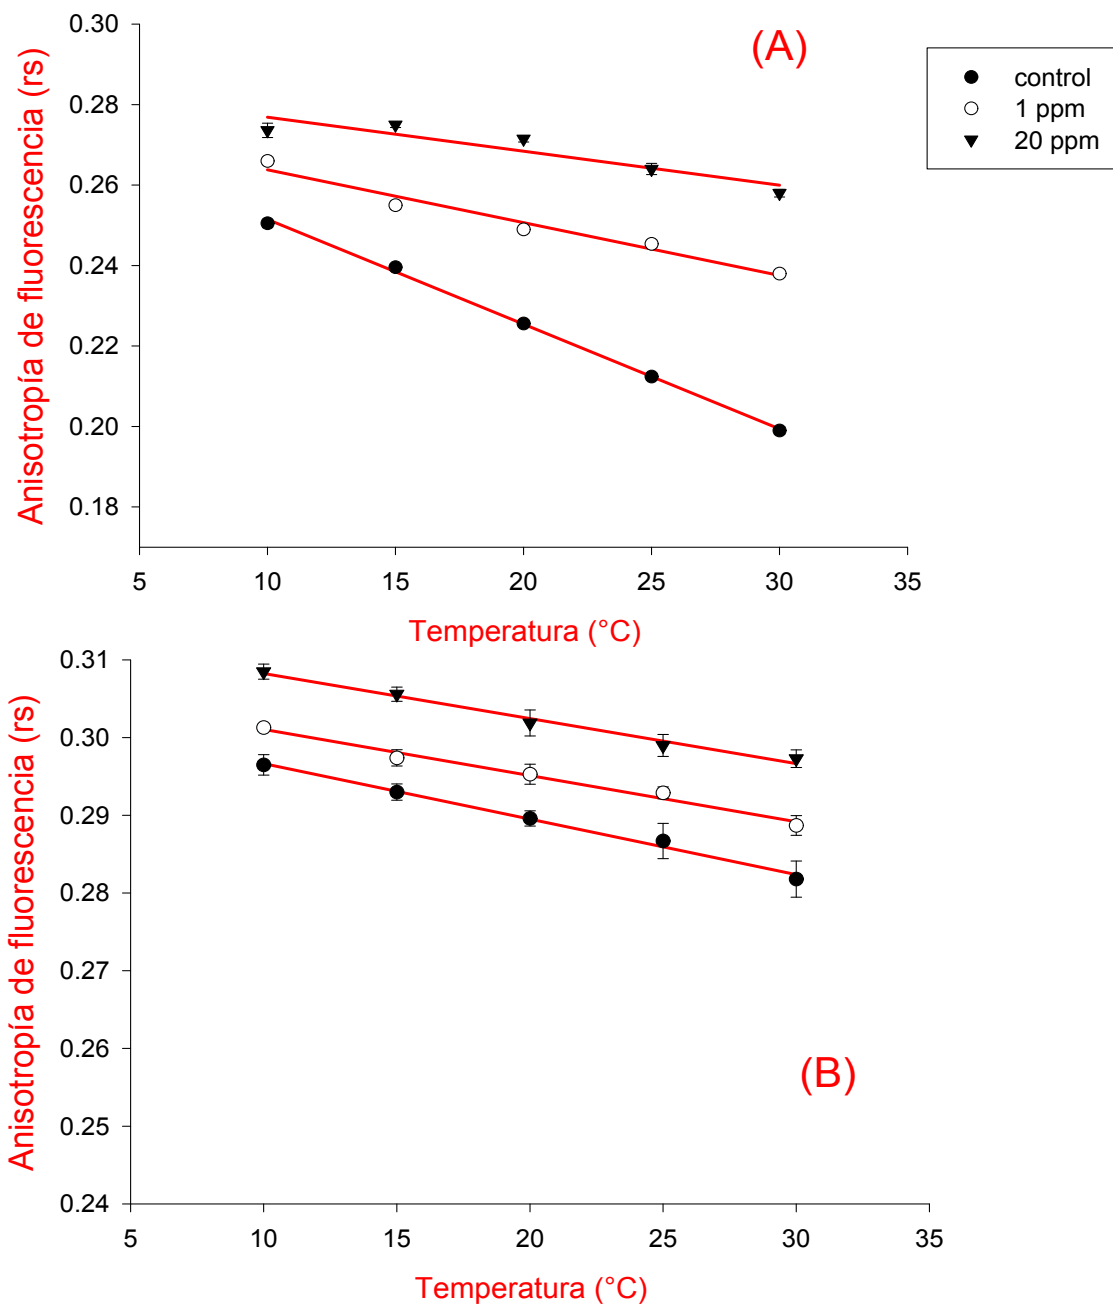 0.30
0.28
0.26
0.24
0.22
0.20
0.18
Anisotropía de fluorescencia (rs)
(A)
control
1 ppm
20 ppm
5 10 15 20 25 30 35
Temperatura (°C)
0.31
0.30
0.29
0.28
0.27
0.26
0.25
0.24
Anisotropía de fluorescencia (rs)
(B)
5 10 15 20 25 30 35
Temperatura (°C)